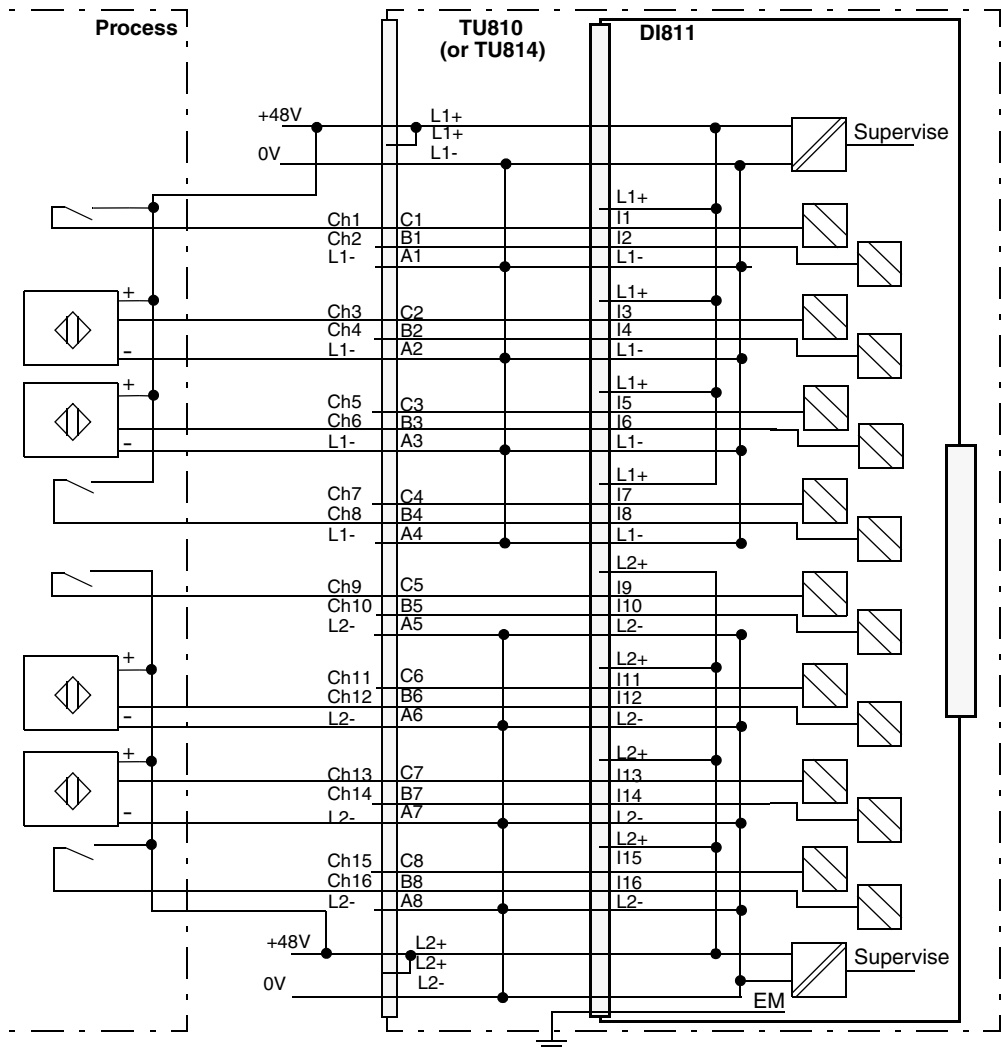 Process
TU810
(or TU814)
DI811
+48V
L1+
L1+
0V
L1-
Supervise
L1+
Ch1 C1 I1
Ch2 B1 I2
L1- A1 L1-
+
L1+
Ch3 C2 I3
Ch4 B2 I4
- L1- A2 L1-
+
L1+
Ch5 C3 I5
Ch6 B3 I6
- L1- A3 L1-
L1+
Ch7 C4 I7
Ch8 B4 I8
L1- A4 L1-
L2+
Ch9 C5 I9
Ch10 B5 I10
L2- A5 L2-
+
L2+
Ch11 C6 I11
Ch12 B6 I12
- L2- A6 L2-
+
L2+
Ch13 C7 I13
Ch14 B7 I14
- L2- A7 L2-
L2+
Ch15 C8 I15
Ch16 B8 I16
L2- A8 L2-
+48V
L2+
L2+
0V
L2-
Supervise
EM